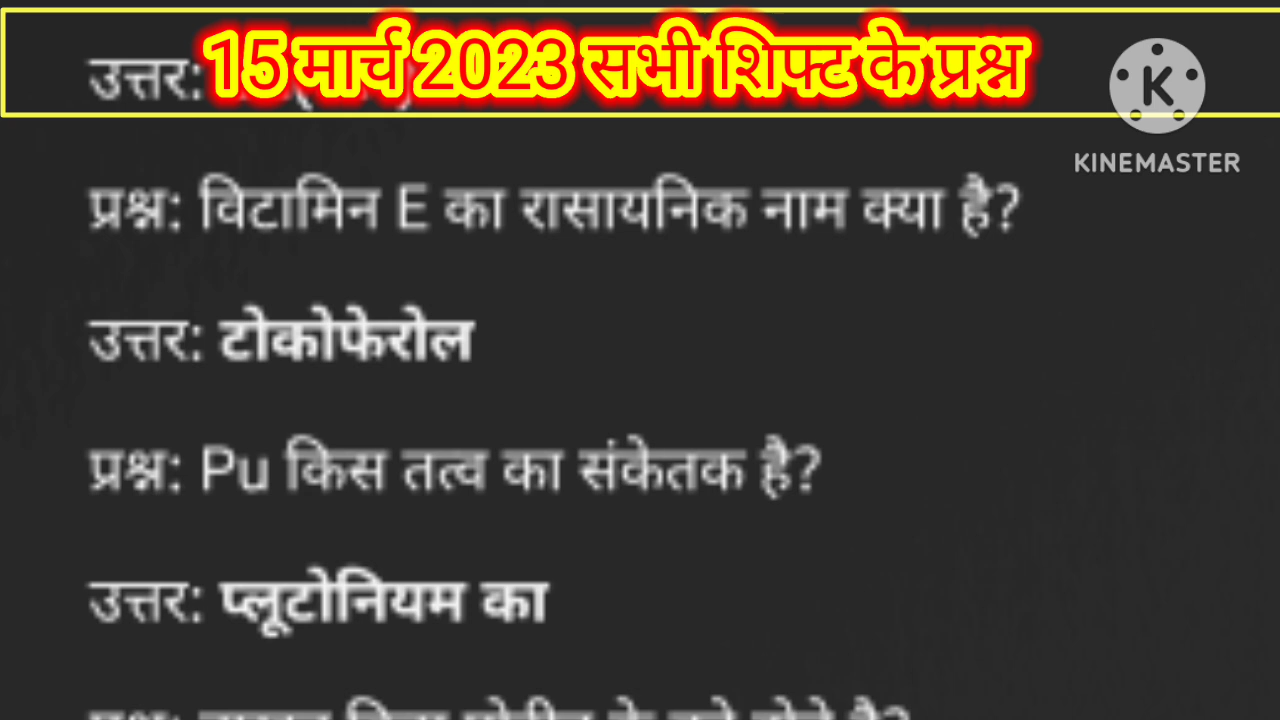 15 मार्च 2023 सभी शिफ्ट के प्रश्न
उत्तर:
K
KINEMASTER
प्रश्न: विटामिन E का रासायनिक नाम क्या है?
उत्तर: टोकोफेरोल
प्रश्न: Pu किस तत्व का संकेतक है?
उत्तर: प्लूटोनियम का